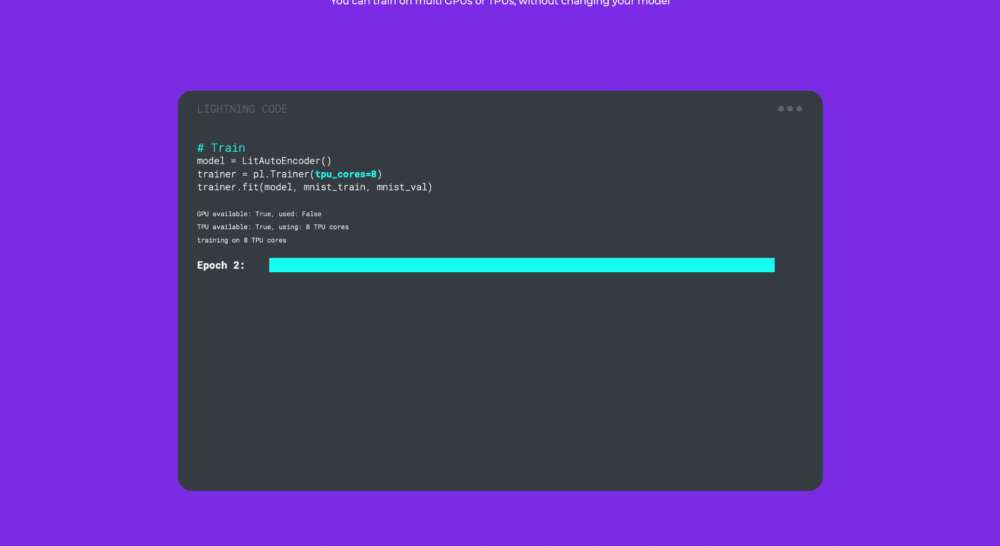 You can train on multi GPUs or TPUs, without changing your model
LIGHTNING CODE
# Train
model = LitAutoEncoder()
trainer = pl.Trainer(tpu_cores=8)
trainer.fit(model, mnist_train, mnist_val)
GPU available: True, used: False
TPU available: True, using: 8 TPU cores
training on 8 TPU cores
Epoch 2: